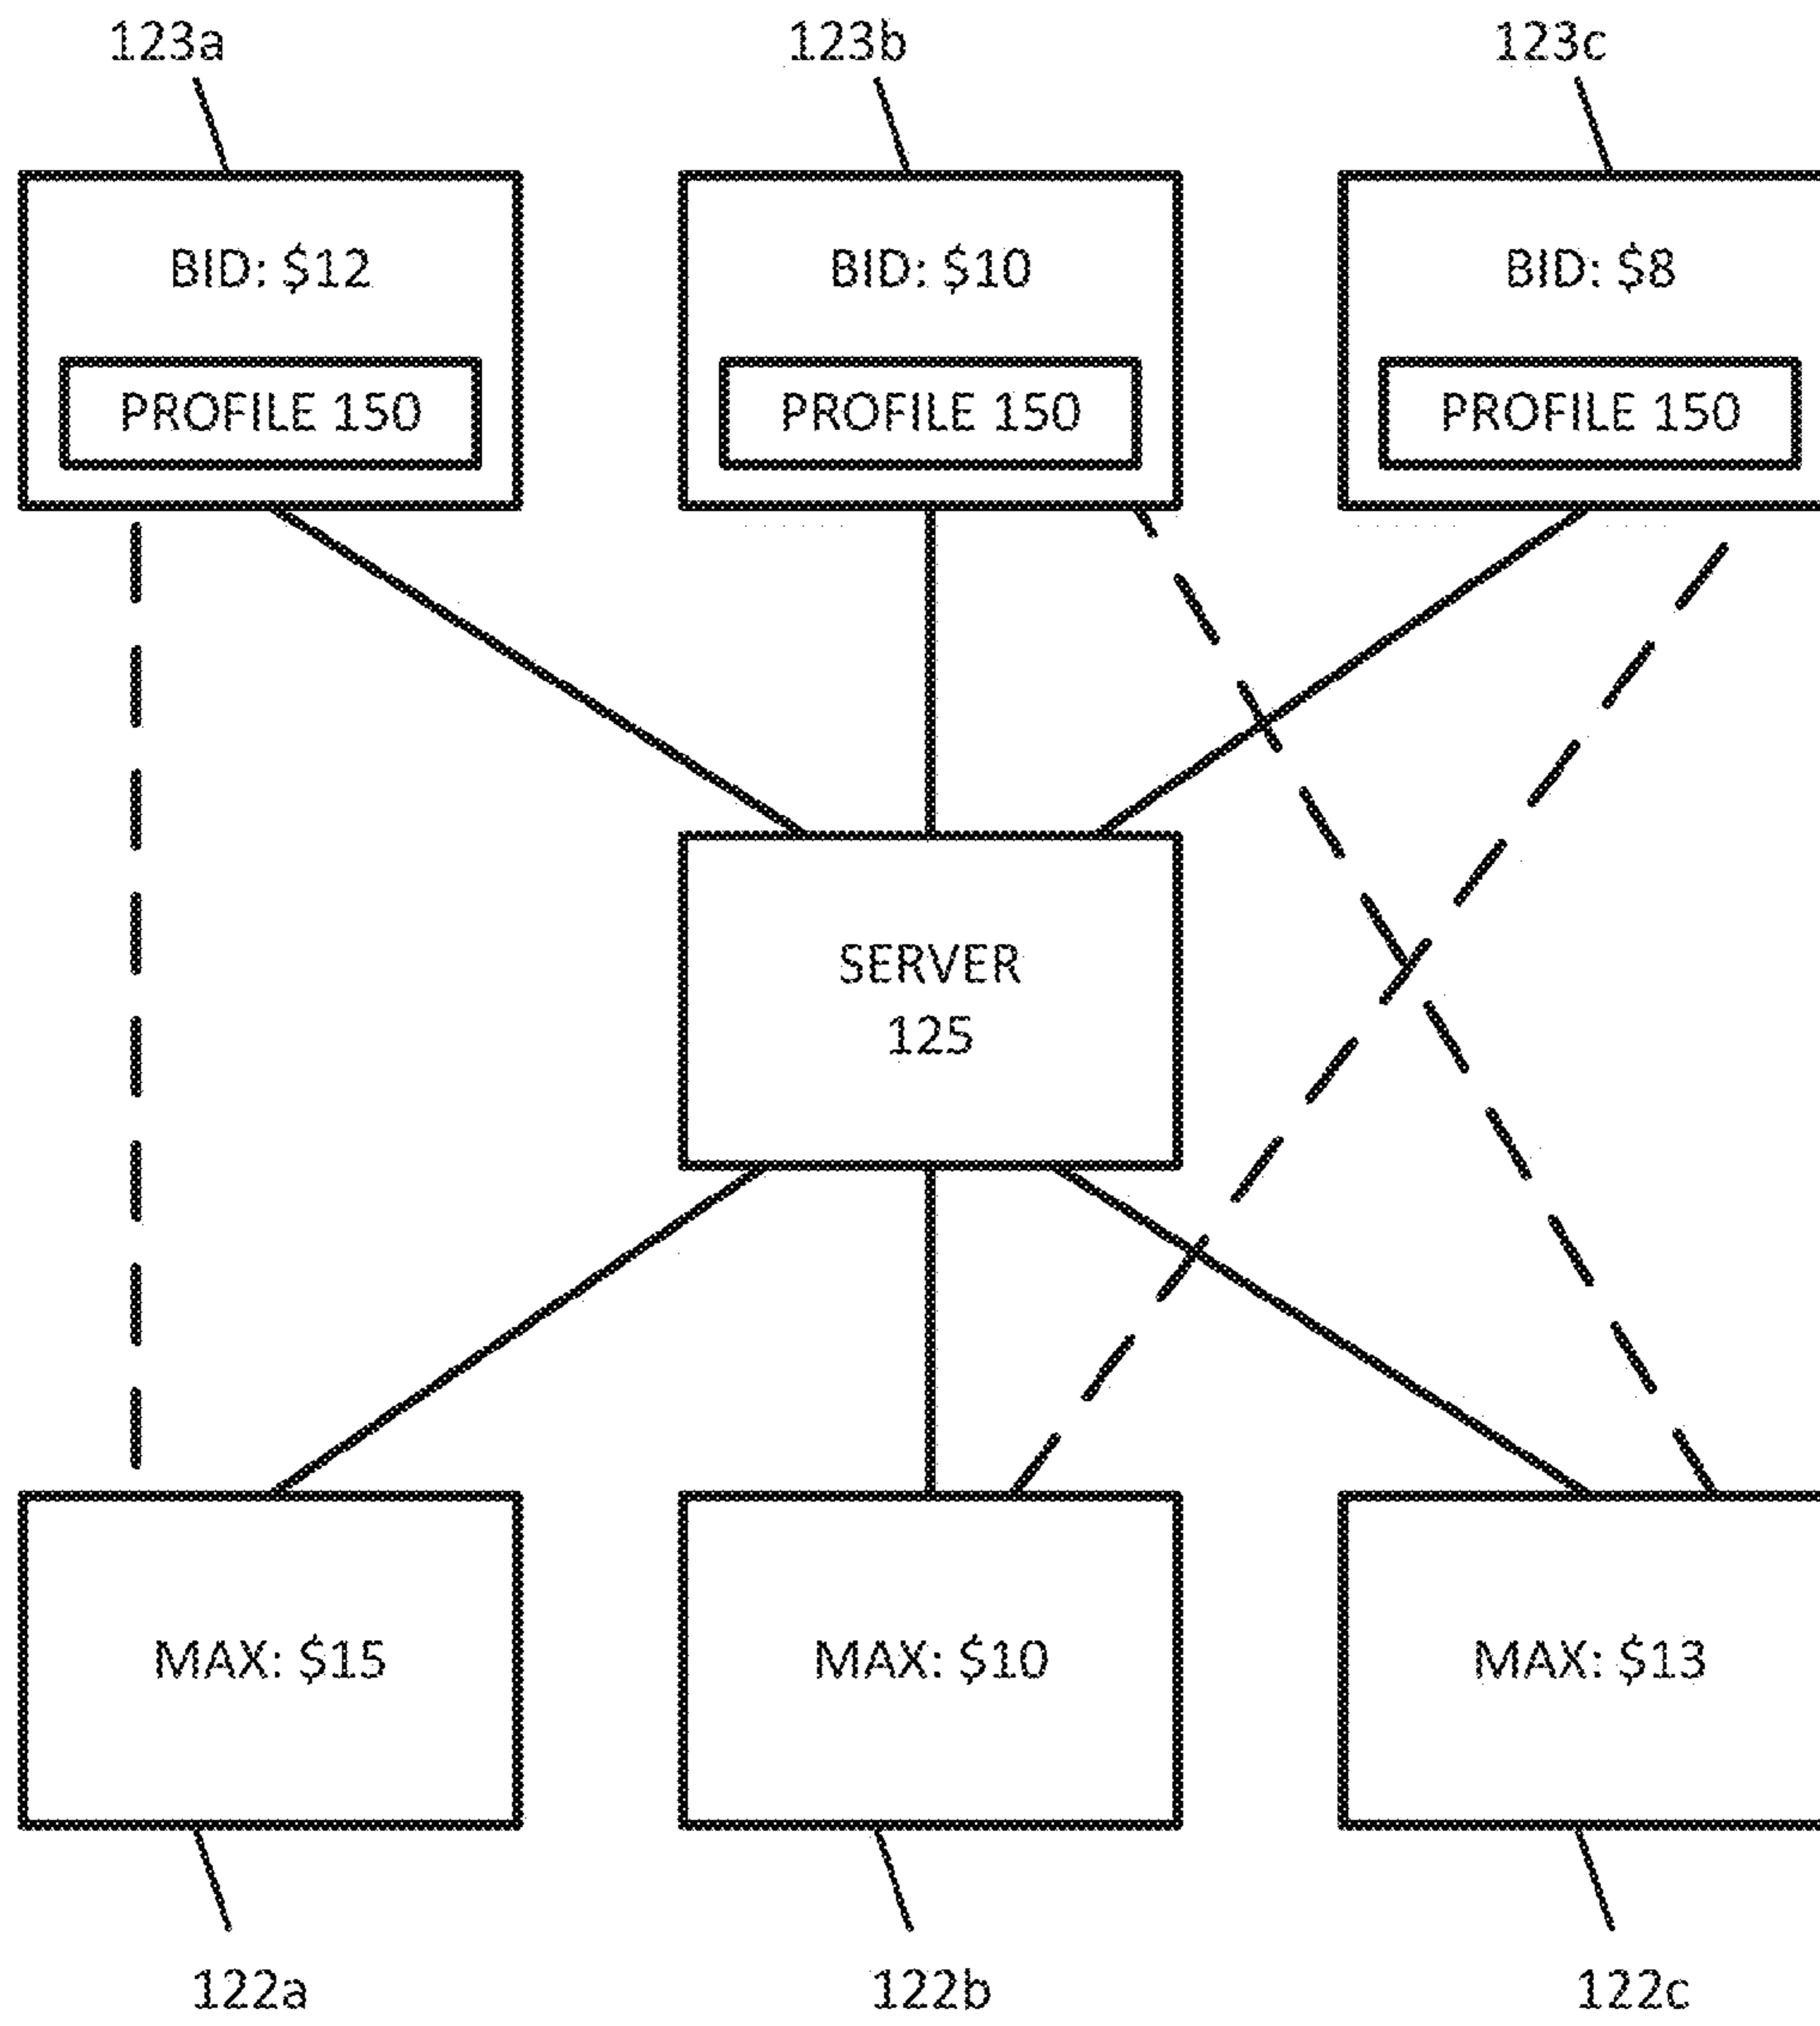 123a
123b
123c
BID: $12
BID: $10
BID: $8
PROFILE 150
PROFILE 150
PROFILE 150
SERVER
125
MAX: $15
MAX: $10
MAX: $13
122a
122b
122c